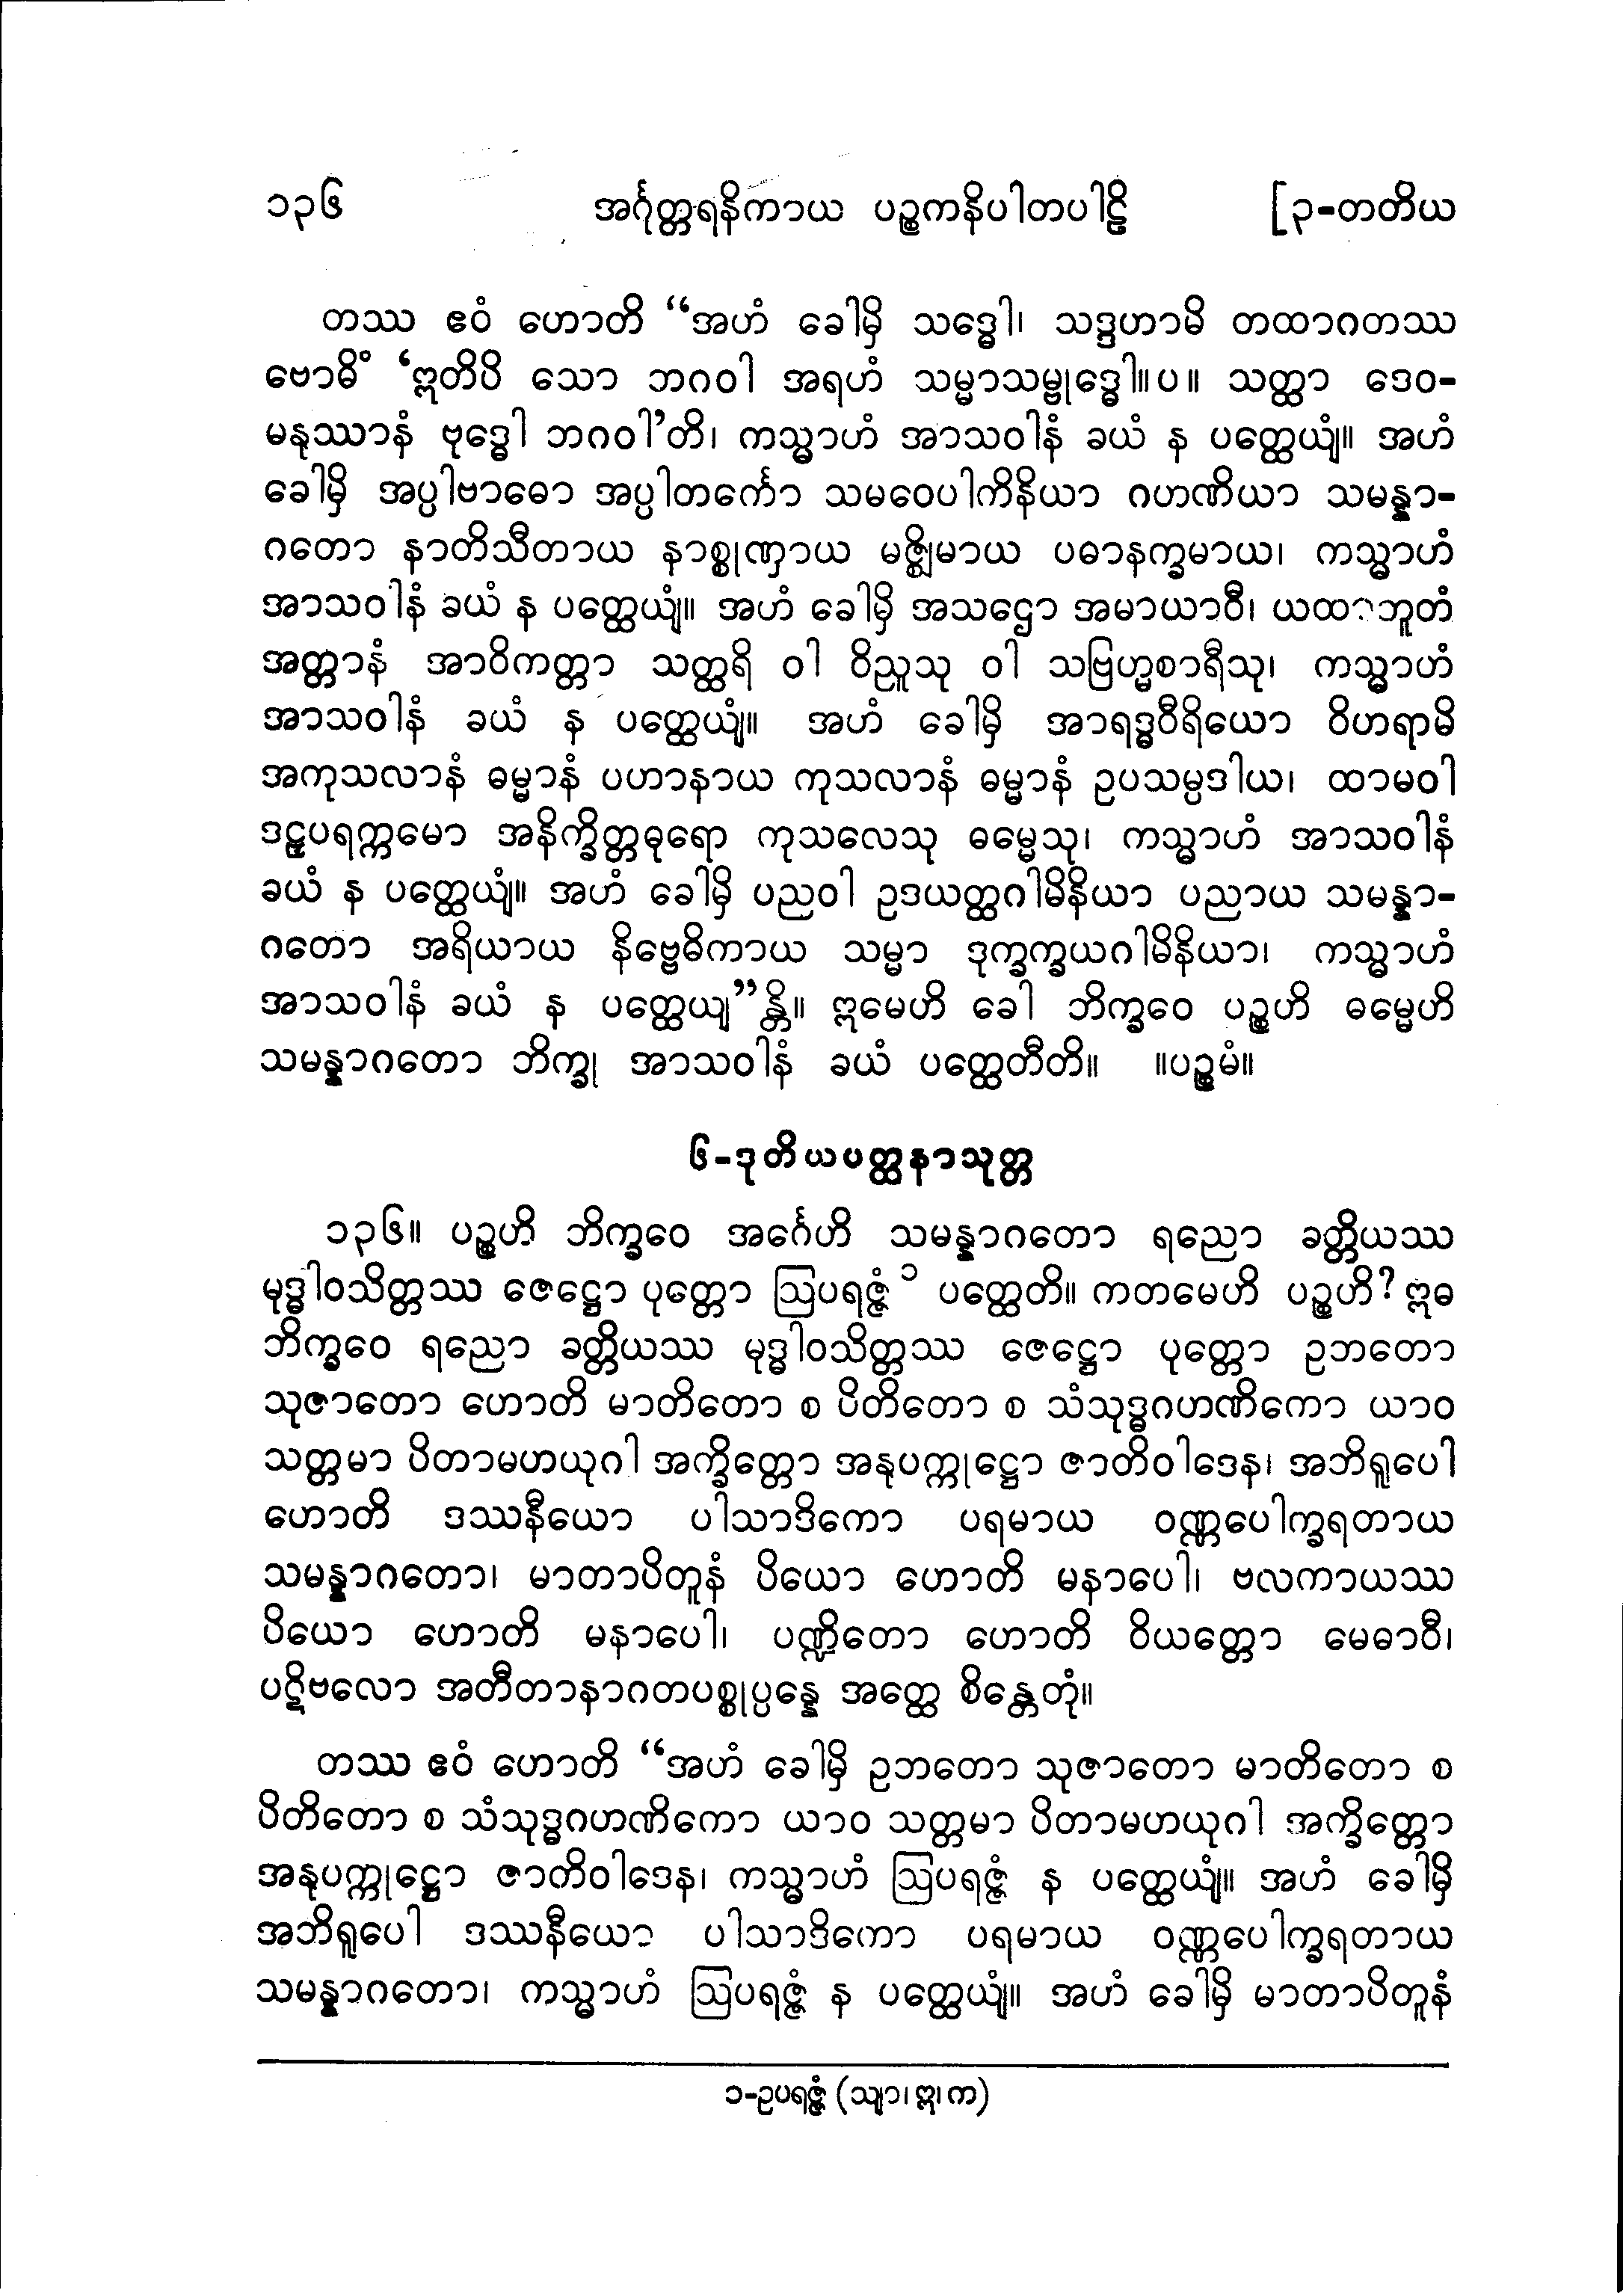 ၁၃၆ အင်္ဂုတ္တရနိကာယ ပဉ္စကနိပါတပါဠိ [၃-တတိယ
တဿ ဧဝံ ဟောတိ “အဟံ ခေါမှိ သဒ္ဓေါ၊ သဒ္ဒဟာမိ တထာဂတဿ
ဗောဓိံ ‘ဣတိပိ သော ဘဂဝါ အရဟံ သမ္မာသမ္ဗုဒ္ဓေါ။ပ။ သတ္ထာ ဒေဝ-
မနုဿာနံ ဗုဒ္ဓေါ ဘဂဝါ’တိ၊ ကသ္မာဟံ အာသဝါနံ ခယံ န ပတ္ထေယျံ။ အဟံ
ခေါမှိ အပ္ပါဗာဓော အပ္ပါတင်္ကော သမဝေပါကိနိယာ ဂဟဏိယာ သမန္နာ-
ဂတော နာတိသီတာယ နာစ္စုဏှာယ မဇ္ဈိမာယ ပဓာနက္ခမာယ၊ ကသ္မာဟံ
အာသဝါနံ ခယံ န ပတ္ထေယျံ။ အဟံ ခေါမှိ အသဌော အမာယာဝီ၊ ယထာဘူတံ
အတ္တာနံ အာဝိကတ္တာ သတ္ထရိ ဝါ ဝိညူသု ဝါ သဗြဟ္မစာရီသု၊ ကသ္မာဟံ
အာသဝါနံ ခယံ န ပတ္ထေယျံ။ အဟံ ခေါမှိ အာရဒ္ဓဝီရိယော ဝိဟရာမိ
အကုသလာနံ ဓမ္မာနံ ပဟာနာယ ကုသလာနံ ဓမ္မာနံ ဥပသမ္ပဒါယ၊ ထာမဝါ
ဒဠှပရက္ကမော အနိက္ခိတ္တဓုရော ကုသလေသု ဓမ္မေသု၊ ကသ္မာဟံ အာသဝါနံ
ခယံ န ပတ္ထေယျံ။ အဟံ ခေါမှိ ပညဝါ ဥဒယတ္ထဂါမိနိယာ ပညာယ သမန္နာ-
ဂတော အရိယာယ နိဗ္ဗေဓိကာယ သမ္မာ ဒုက္ခက္ခယဂါမိနိယာ၊ ကသ္မာဟံ
အာသဝါနံ ခယံ န ပတ္ထေယျ”န္တိ။ ဣမေဟိ ခေါ ဘိက္ခဝေ ပဉ္စဟိ ဓမ္မေဟိ
သမန္နာဂတော ဘိက္ခု အာသဝါနံ ခယံ ပတ္ထေတီတိ။ ။ပဉ္စမံ။
၆-ဒုတိယပတ္ထနာသုတ္တ
၁၃၆။ ပဉ္စဟိ ဘိက္ခဝေ အင်္ဂေဟိ သမန္နာဂတော ရညော ခတ္တိယဿ
မုဒ္ဓါဝသိတ္တဿ ဇေဋ္ဌော ပုတ္တော ဩပရဇ္ဇံ ၁ ပတ္ထေတိ။ ကတမေဟိ ပဉ္စဟိ? ဣဓ
ဘိက္ခဝေ ရညော ခတ္တိယဿ မုဒ္ဓါဝသိတ္တဿ ဇေဋ္ဌော ပုတ္တော ဥဘတော
သုဇာတော ဟောတိ မာတိတော စ ပိတိတော စ သံသုဒ္ဓဂဟဏိကော ယာဝ
သတ္တမာ ပိတာမဟယုဂါ အက္ခိတ္တော အနုပက္ကုဋ္ဌော ဇာတိဝါဒေန၊ အဘိရူပေါ
ဟောတိ ဒဿနီယော ပါသာဒိကော ပရမာယ ဝဏ္ဏပေါက္ခရတာယ
သမန္နာဂတော၊ မာတာပိတူနံ ပိယော ဟောတိ မနာပေါ၊ ဗလကာယဿ
ပိယော ဟောတိ မနာပေါ၊ ပဏ္ဍိတော ဟောတိ ဝိယတ္တော မေဓာဝီ၊
ပဋိဗလော အတီတာနာဂတပစ္စုပ္ပန္နေ အတ္ထေ စိန္တေတုံ။
တဿ ဧဝံ ဟောတိ “အဟံ ခေါမှိ ဥဘတော သုဇာတော မာတိတော စ
ပိတိတော စ သံသုဒ္ဓဂဟဏိကော ယာဝ သတ္တမာ ပိတာမဟယုဂါ အက္ခိတ္တော
အနုပက္ကုဋ္ဌော ဇာတိဝါဒေန၊ ကသ္မာဟံ ဩပရဇ္ဇံ န ပတ္ထေယျံ။ အဟံ ခေါမှိ
အဘိရူပေါ ဒဿနီယော ပါသာဒိကော ပရမာယ ဝဏ္ဏပေါက္ခရတာယ
သမန္နာဂတော၊ ကသ္မာဟံ ဩပရဇ္ဇံ န ပတ္ထေယျံ။ အဟံ ခေါမှိ မာတာပိတူနံ
၁-ဥပရဇ္ဇံ (သျာ၊ ဣ၊ က)